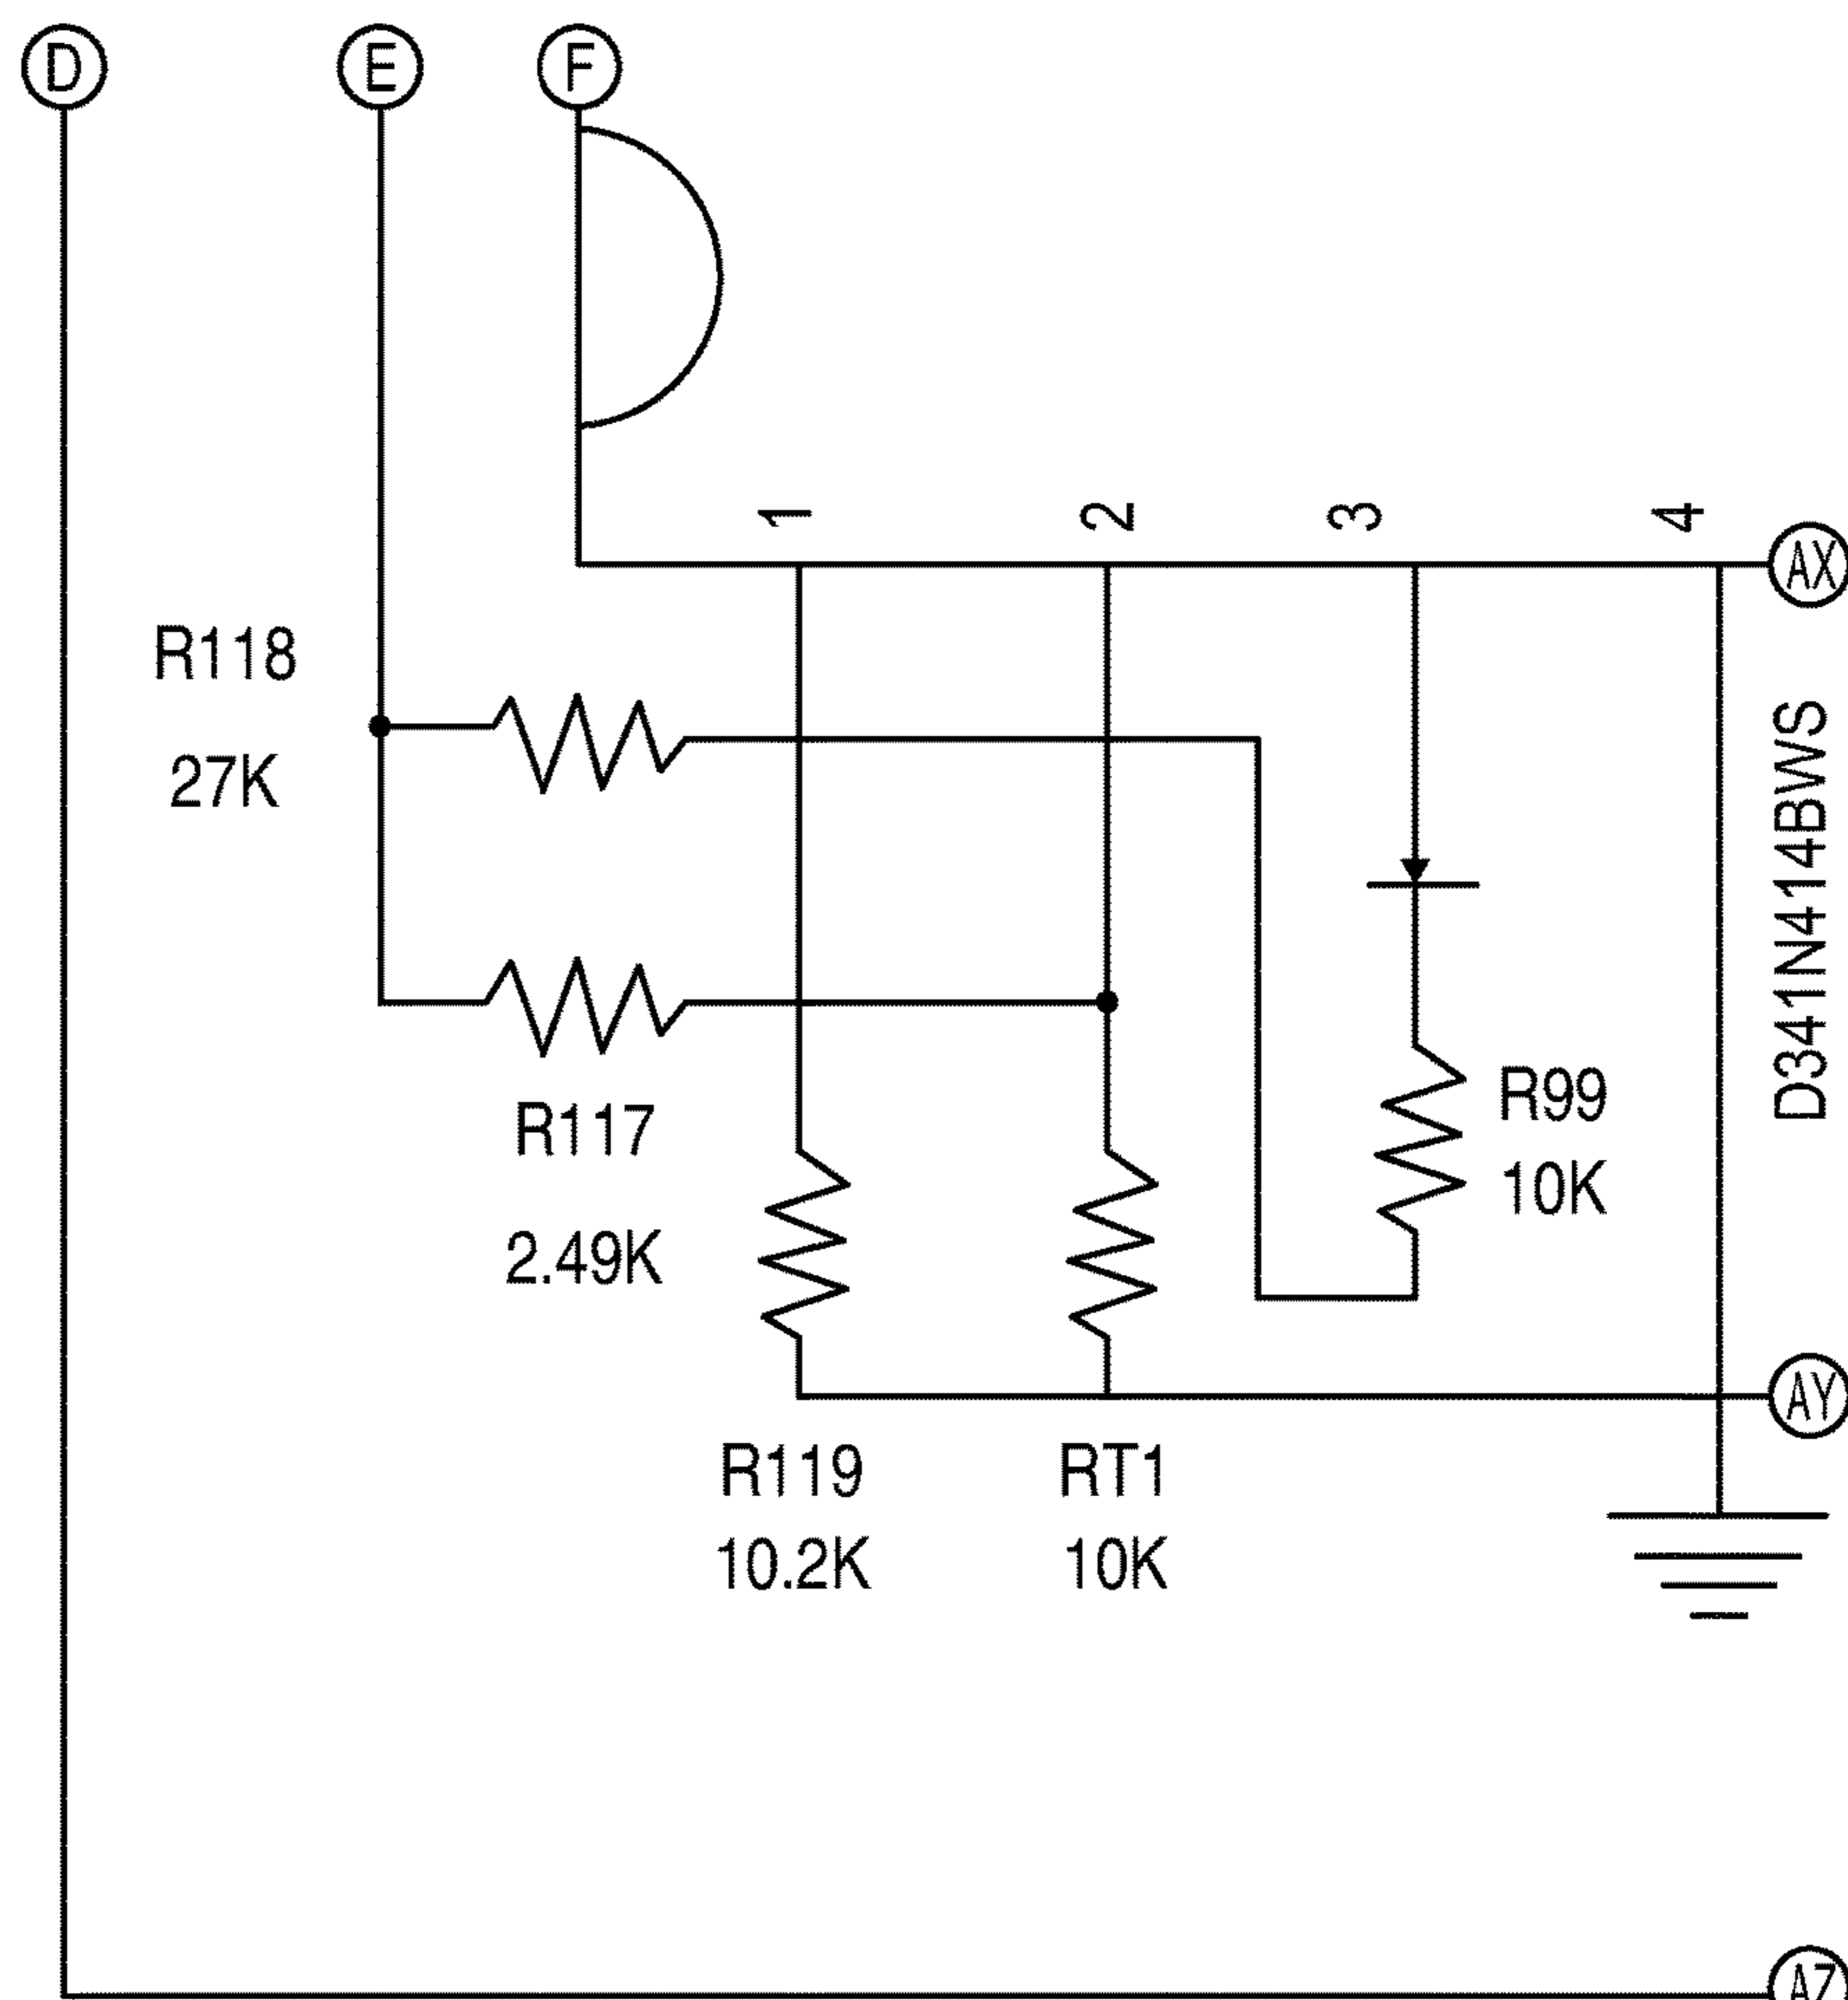 D
E
F
1
2
3
4
AX
R118
27K
D341N414BWS
R117
2.49K
R99
10K
AY
R119
10.2K
RT1
10K
AZ